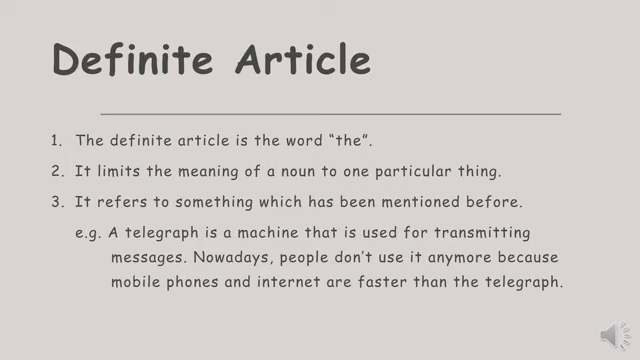 Definite Article
1. The definite article is the word “the”.
2. It limits the meaning of a noun to one particular thing.
3. It refers to something which has been mentioned before.
e.g. A telegraph is a machine that is used for transmitting
messages. Nowadays, people don’t use it anymore because
mobile phones and internet are faster than the telegraph.